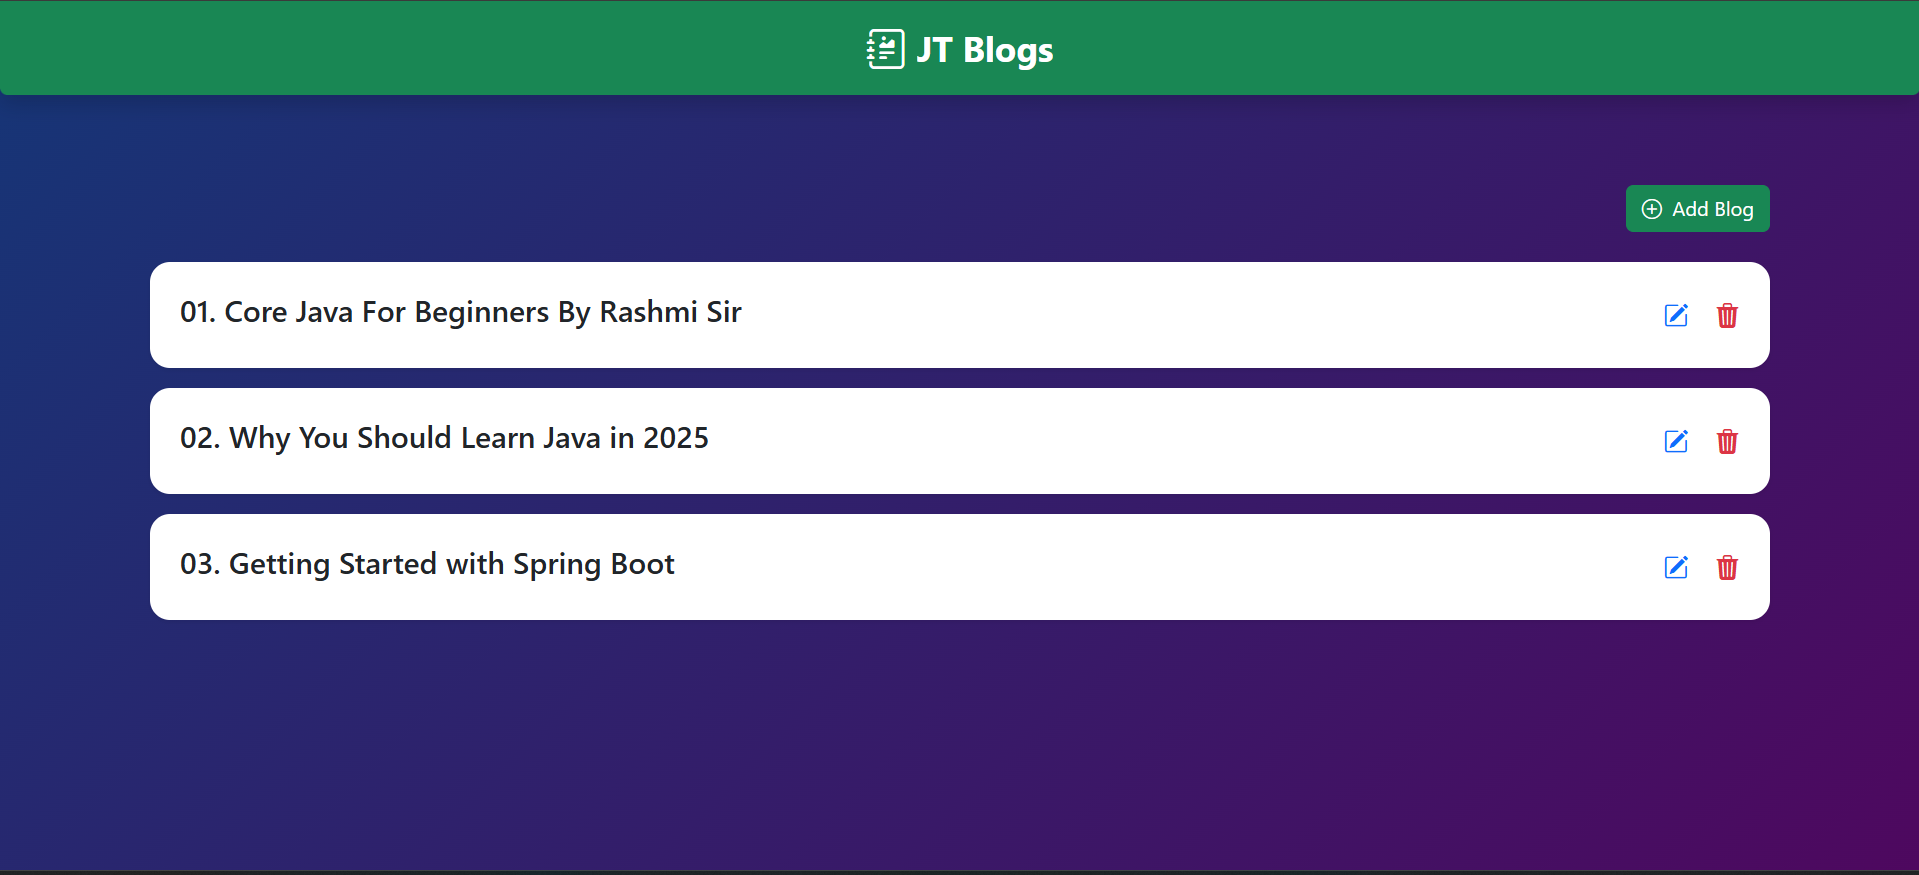 JT Blogs
Add Blog
01. Core Java For Beginners By Rashmi Sir
02. Why You Should Learn Java in 2025
03. Getting Started with Spring Boot